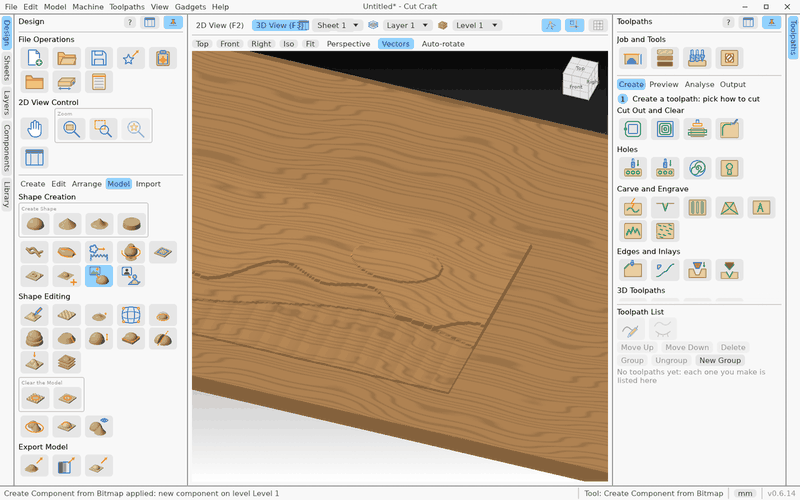 Untitled* - Cut Craft
File Edit Model Machine Toolpaths View Gadgets Help
Design
Sheets
Layers
Components
Library
Design
?
File Operations
2D View Control
Zoom
Create Edit Arrange Model Import
Shape Creation
Create Shape
Shape Editing
Clear the Model
Export Model
2D View (F2) 3D View (F3) Sheet 1 Layer 1 Level 1
Top Front Right Iso Fit Perspective Vectors Auto-rotate
Top
Front
Right
Toolpaths
?
Job and Tools
Create Preview Analyse Output
1 Create a toolpath: pick how to cut
Cut Out and Clear
Holes
Carve and Engrave
Edges and Inlays
3D Toolpaths
Toolpath List
Move Up Move Down Delete
Group Ungroup New Group
No toolpaths yet: each one you make is
listed here
Toolpaths
Create Component from Bitmap applied: new component on level Level 1
Tool: Create Component from Bitmap
mm
v0.6.14